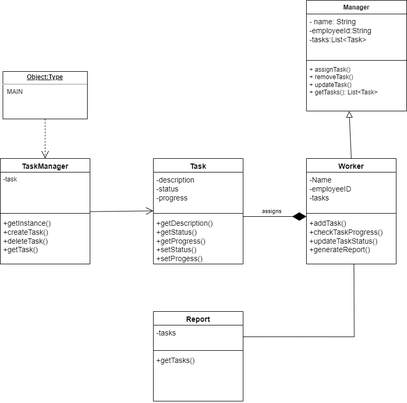 Manager
- name: String
-employeeId:String
-tasks:List<Task>
+ assignTask()
+ removeTask()
+ updateTask()
+ getTasks(): List<Task>
Object:Type
MAIN
TaskManager
-task
+getInstance()
+createTask()
+deleteTask()
+getTask()
Task
-description
-status
-progress
+getDescription()
+getStatus()
+getProgress()
+setStatus()
+setProgess()
assigns
Worker
-Name
-employeeID
-tasks
+addTask()
+checkTaskProgress()
+updateTaskStatus()
+generateReport()
Report
-tasks
+getTasks()